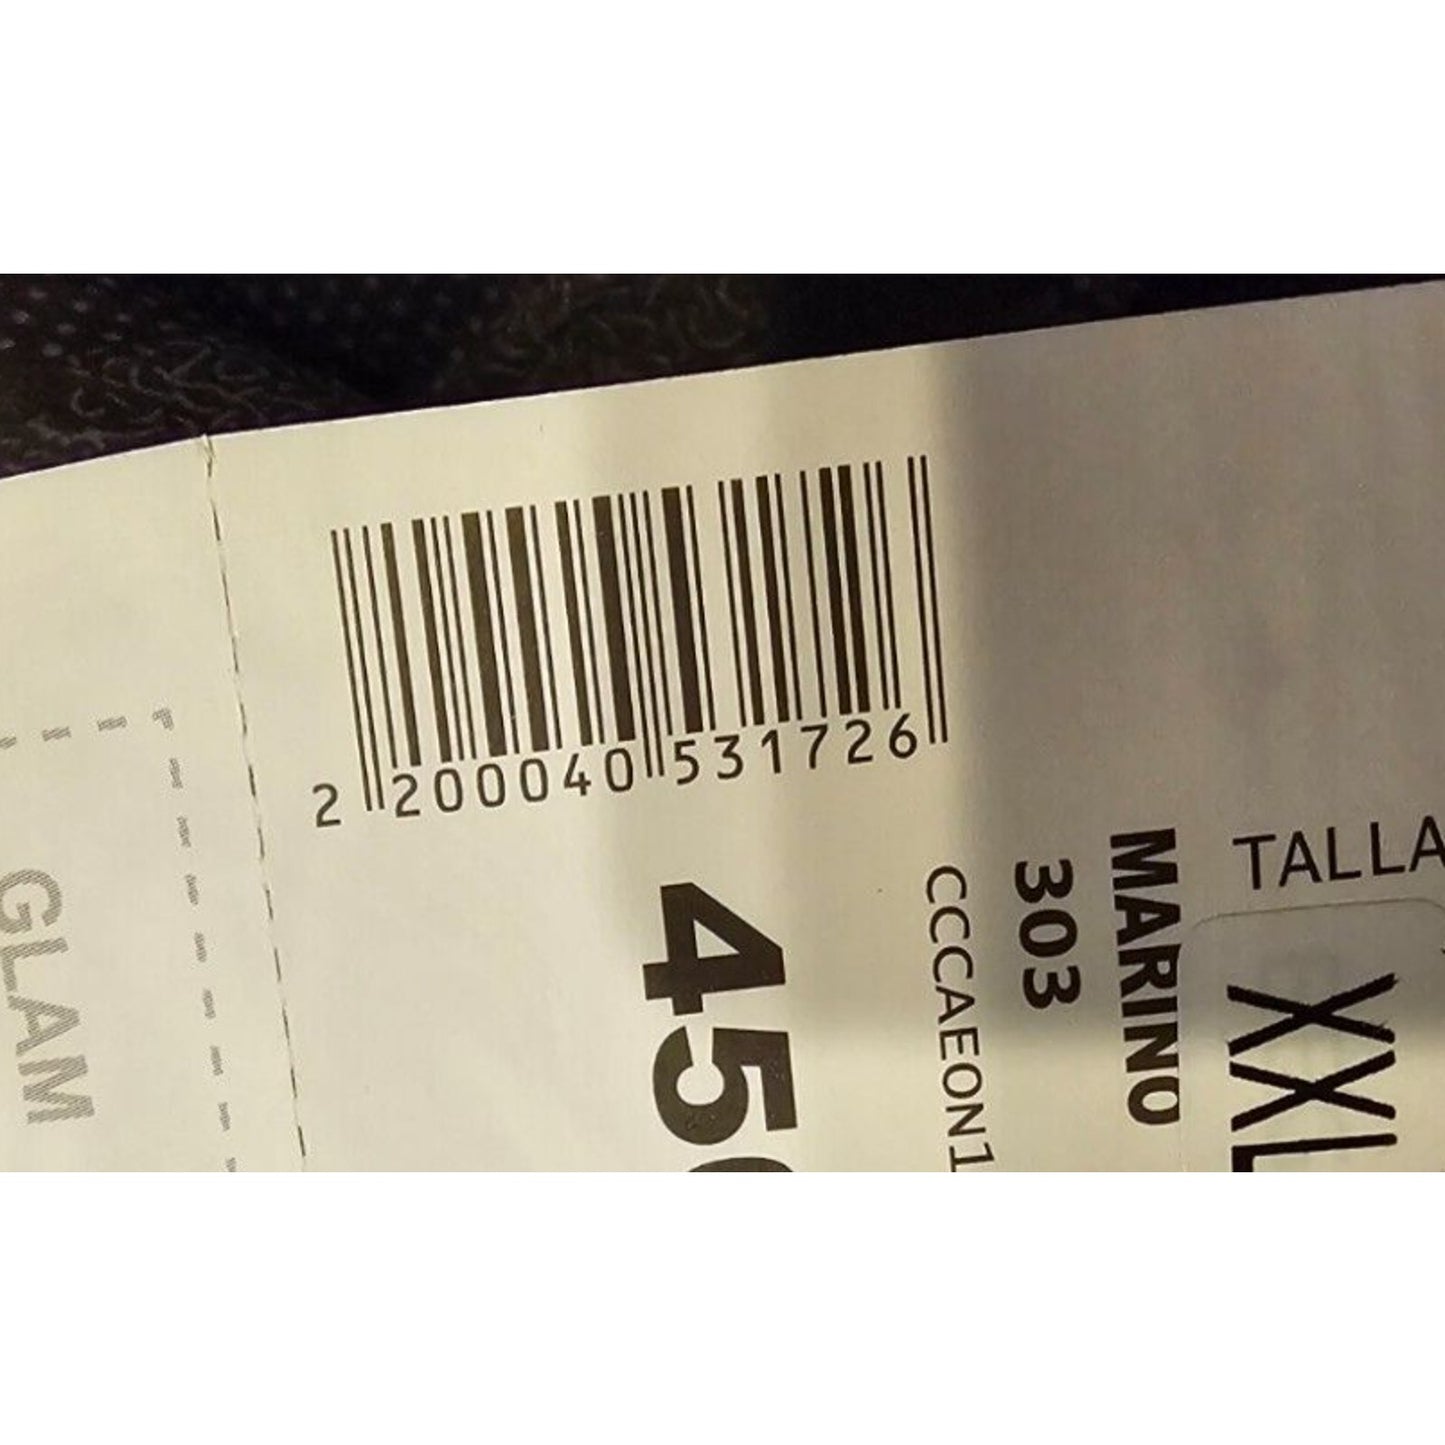 2 200040 531726
TALLA
XXL
MARINO
303
CCCAEON1
45
GLAM